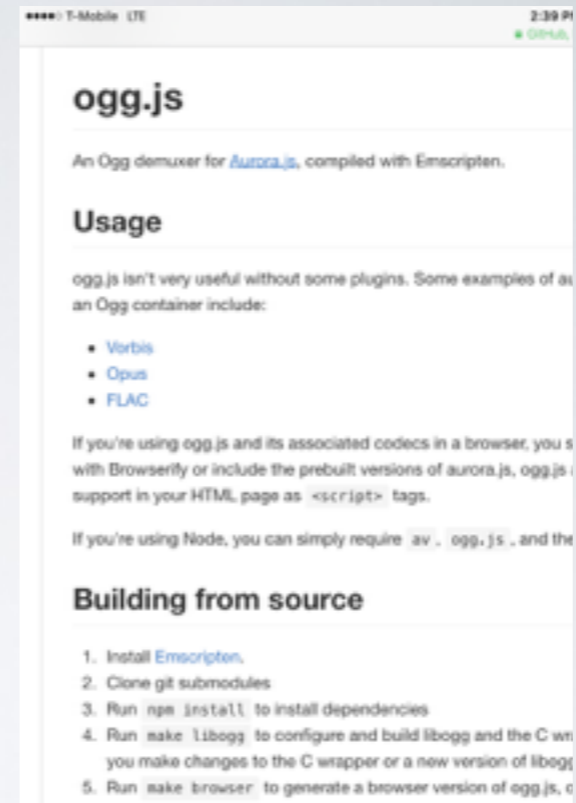 T-Mobile LTE
2:39 P
GitHub,
ogg.js
An Ogg demuxer for Aurora.js, compiled with Emscripten.
Usage
ogg.js isn't very useful without some plugins. Some examples of au
an Ogg container include:
• Vorbis
• Opus
• FLAC
If you're using ogg.js and its associated codecs in a browser, you s
with Browserify or include the prebuilt versions of aurora.js, ogg.js a
support in your HTML page as <script> tags.
If you're using Node, you can simply require av , ogg.js , and the
Building from source
1. Install Emscripten.
2. Clone git submodules
3. Run npm install to install dependencies
4. Run make libogg to configure and build libogg and the C wra
you make changes to the C wrapper or a new version of libogg
5. Run make browser to generate a browser version of ogg.js, o